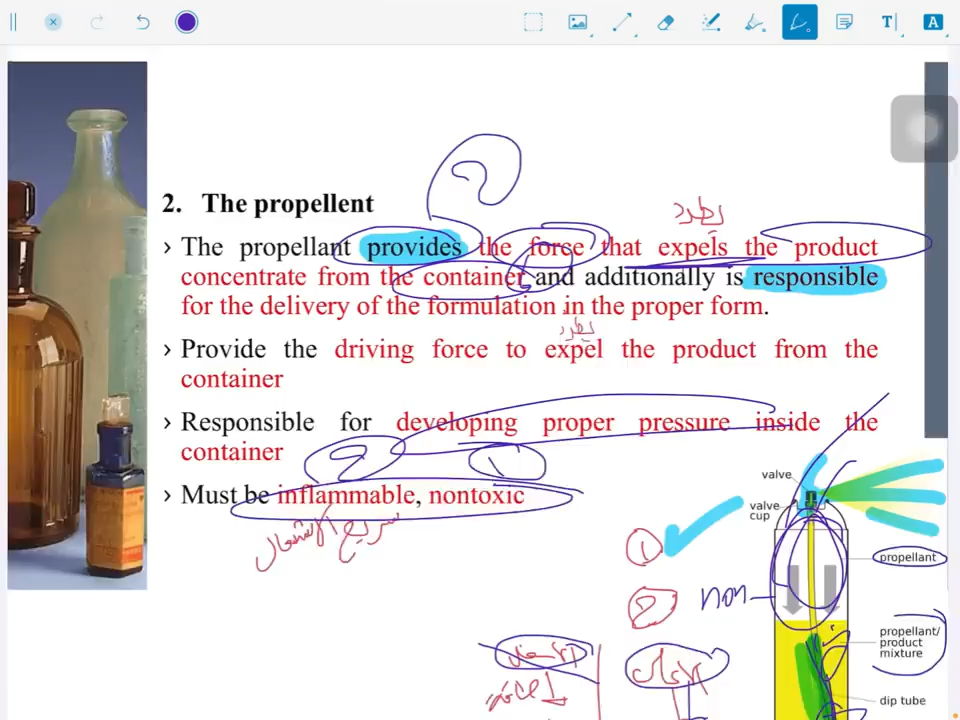 2. The propellent
› The propellant provides the force that expels the product
concentrate from the container and additionally is responsible
for the delivery of the formulation in the proper form.
› Provide the driving force to expel the product from the
container
› Responsible for developing proper pressure inside the
container
› Must be inflammable, nontoxic
سريع الاشتعال
يطرد
يطرد
valve
valve
cup
propellant
non
propellant/
product
mixture
dip tube
1
2
T
A